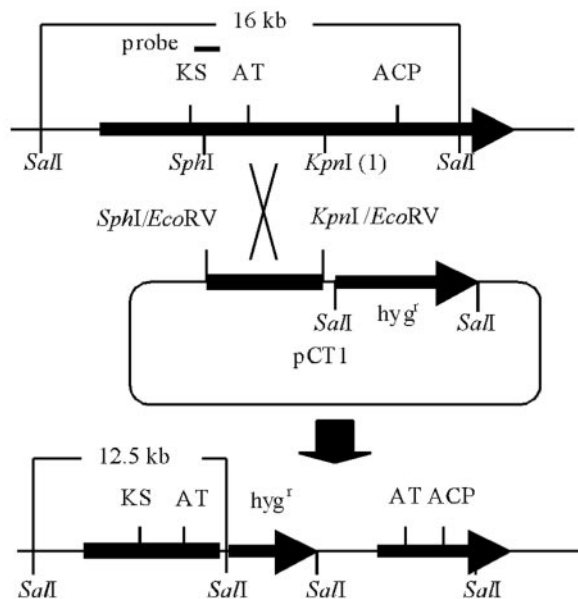 16 kb
probe
KS AT ACP
SalI SphI KpnI (1) SalI
SphI/EcoRV KpnI /EcoRV
SalI hygʳ SalI
pCT1
12.5 kb
KS AT hygʳ AT ACP
SalI SalI SalI SalI